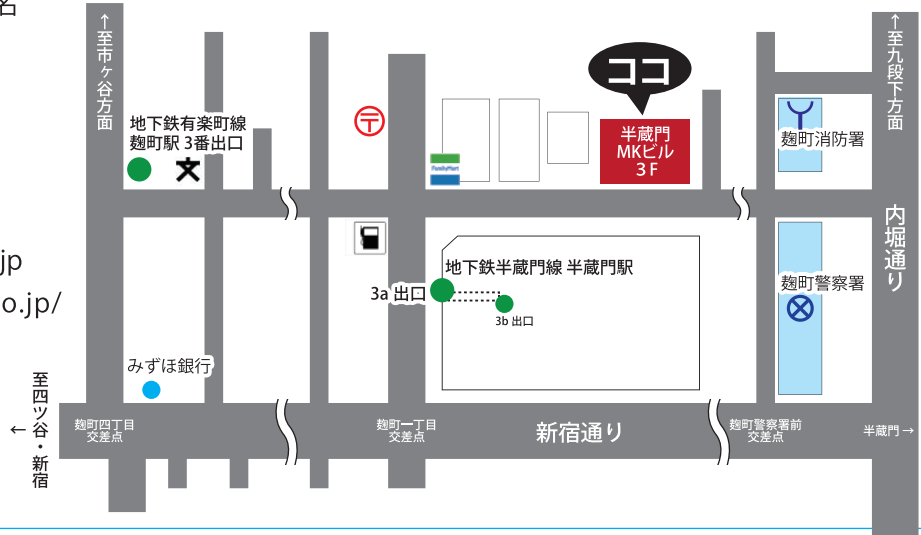 名
↑至市ヶ谷方面
↑至九段下方面
ココ
地下鉄有楽町線
麹町駅 3番出口
〒
半蔵門
MKビル
3F
麹町消防署
FamilyMart
内堀通り
jp
o.jp/
地下鉄半蔵門線 半蔵門駅
3a 出口
3b 出口
麹町警察署
みずほ銀行
至四ツ谷・新宿
←
麹町四丁目
交差点
麹町一丁目
交差点
新宿通り
麹町警察署前
交差点
半蔵門→